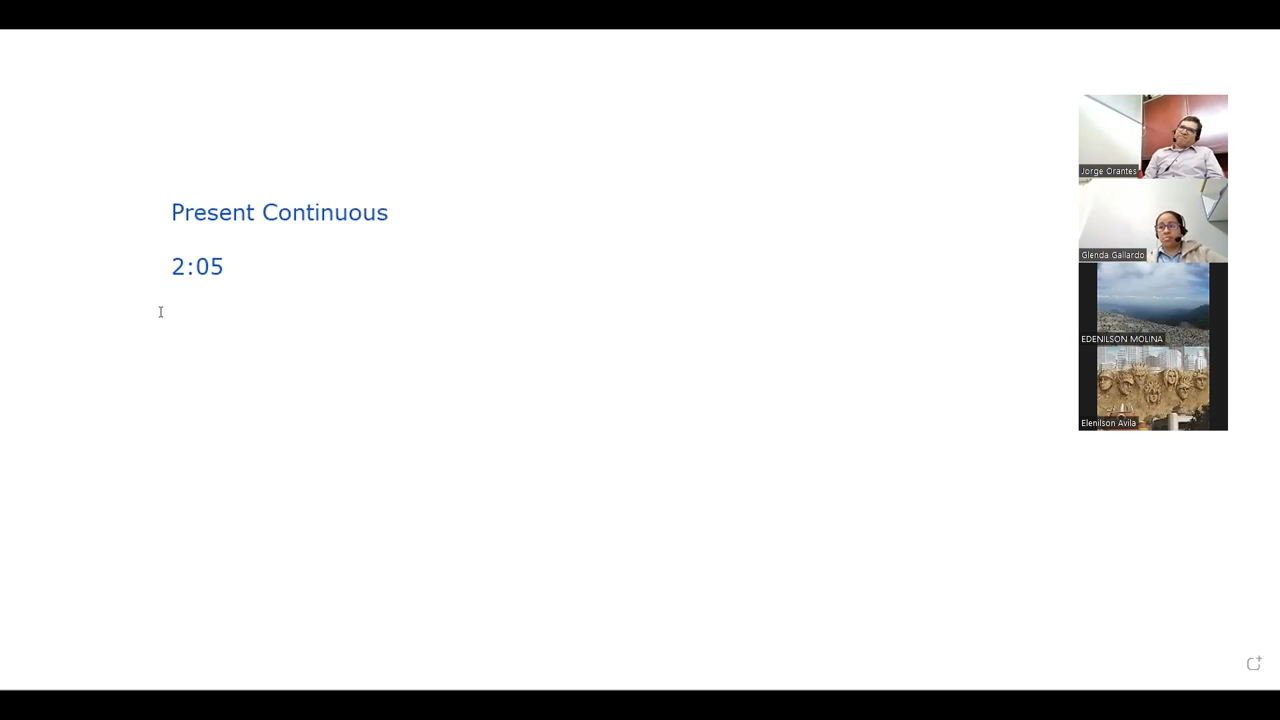 Present Continuous
2:05
Jorge Orantes
Glenda Gallardo
EDENILSON MOLINA
Elenilson Avila